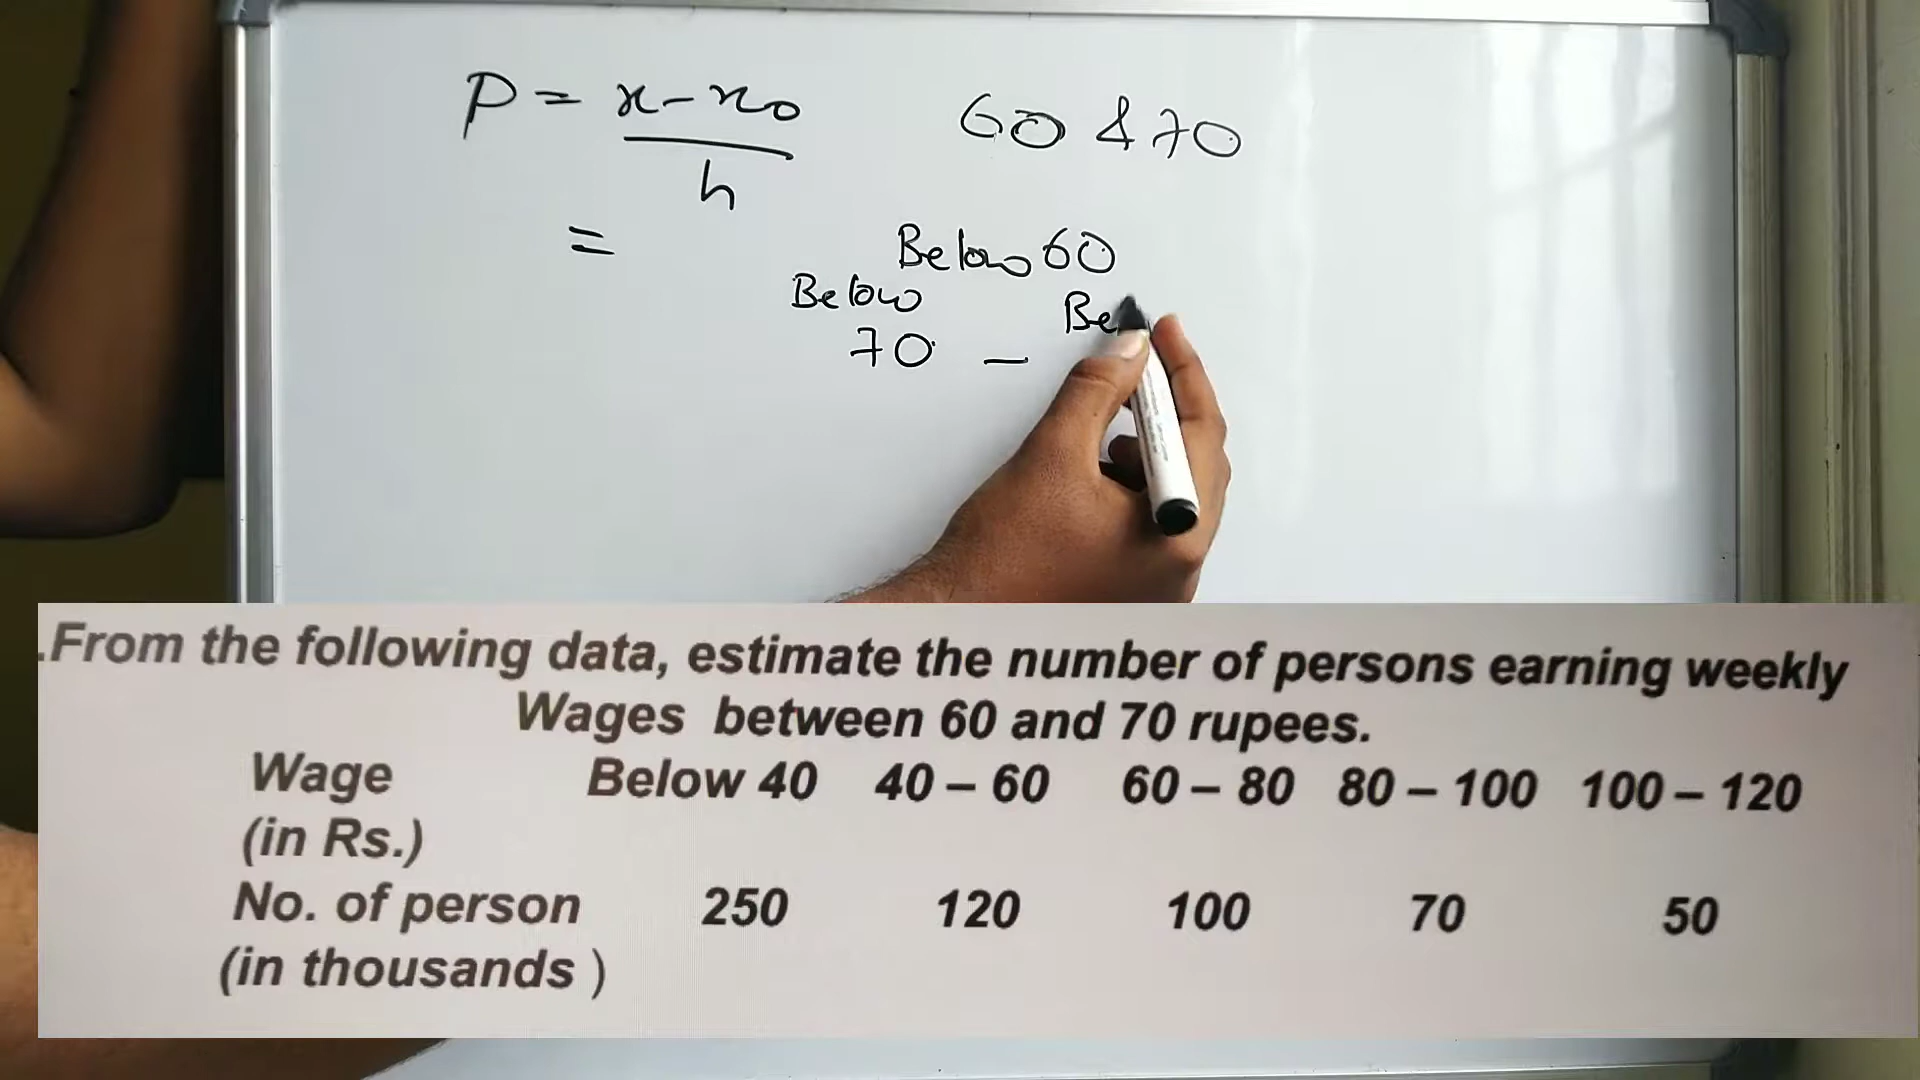 P = x - x0 / h
60 & 70
=
Below 60
Below
70 -
Be
.From the following data, estimate the number of persons earning weekly
Wages between 60 and 70 rupees.
Wage Below 40 40 – 60 60 – 80 80 – 100 100 – 120
(in Rs.)
No. of person 250 120 100 70 50
(in thousands )